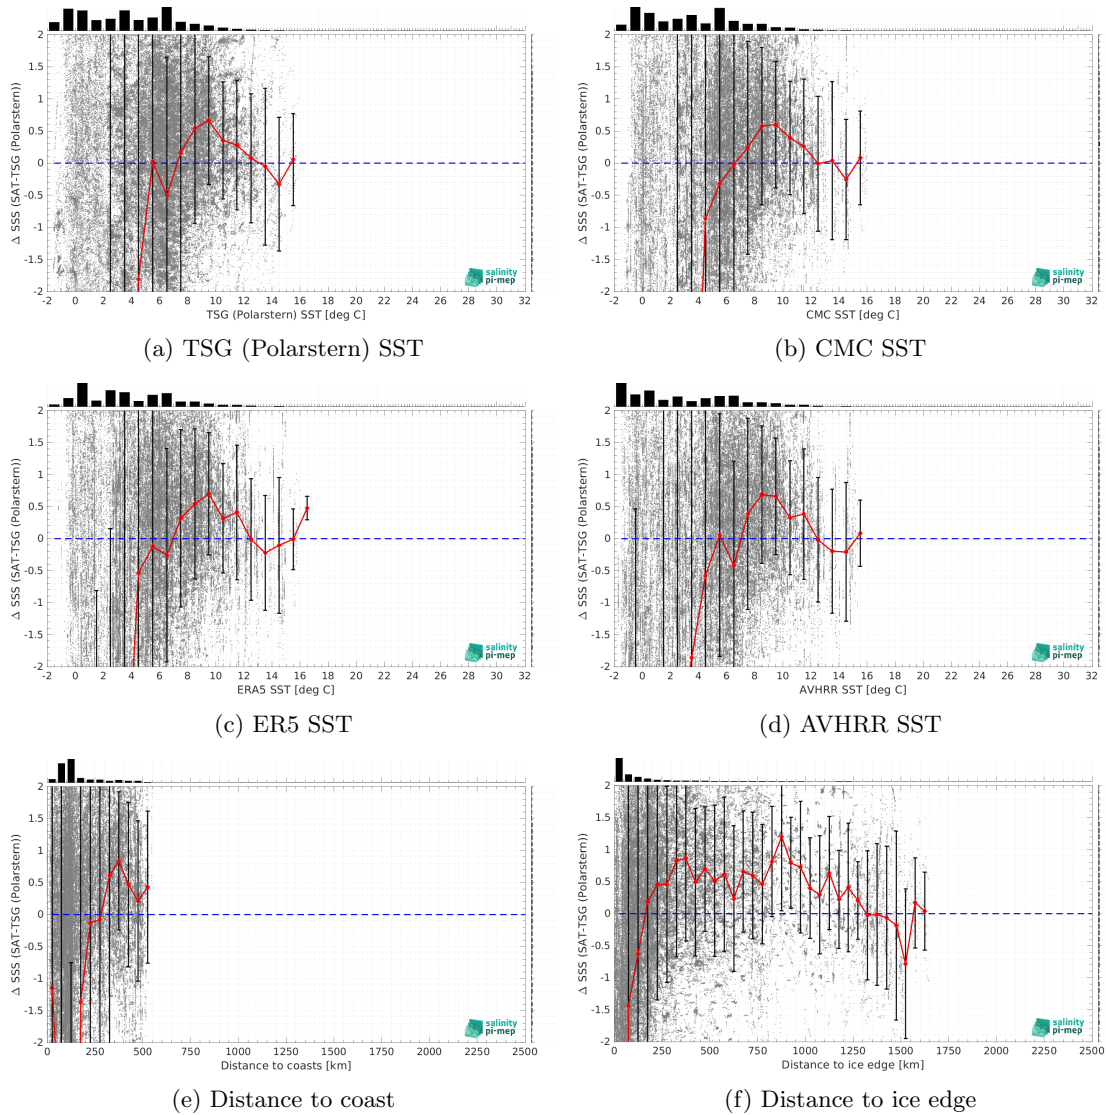 2
1.5
1
0.5
0
-0.5
-1
-1.5
-2
Δ SSS (SAT-TSG (Polarstern))
salinity
pi-mep
-2 0 2 4 6 8 10 12 14 16 18 20 22 24 26 28 30 32
TSG (Polarstern) SST [deg C]
(a) TSG (Polarstern) SST
2
1.5
1
0.5
0
-0.5
-1
-1.5
-2
Δ SSS (SAT-TSG (Polarstern))
salinity
pi-mep
-2 0 2 4 6 8 10 12 14 16 18 20 22 24 26 28 30 32
CMC SST [deg C]
(b) CMC SST
2
1.5
1
0.5
0
-0.5
-1
-1.5
-2
Δ SSS (SAT-TSG (Polarstern))
salinity
pi-mep
-2 0 2 4 6 8 10 12 14 16 18 20 22 24 26 28 30 32
ERA5 SST [deg C]
(c) ER5 SST
2
1.5
1
0.5
0
-0.5
-1
-1.5
-2
Δ SSS (SAT-TSG (Polarstern))
salinity
pi-mep
-2 0 2 4 6 8 10 12 14 16 18 20 22 24 26 28 30 32
AVHRR SST [deg C]
(d) AVHRR SST
2
1.5
1
0.5
0
-0.5
-1
-1.5
-2
Δ SSS (SAT-TSG (Polarstern))
salinity
pi-mep
0 250 500 750 1000 1250 1500 1750 2000 2250 2500
Distance to coasts [km]
(e) Distance to coast
2
1.5
1
0.5
0
-0.5
-1
-1.5
-2
Δ SSS (SAT-TSG (Polarstern))
salinity
pi-mep
0 250 500 750 1000 1250 1500 1750 2000 2250 2500
Distance to ice edge [km]
(f) Distance to ice edge